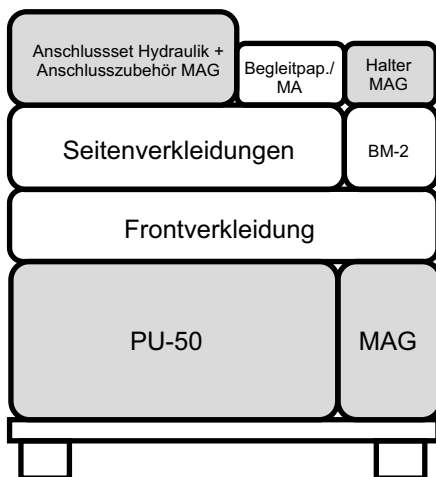 Anschlussset Hydraulik +
Anschlusszubehör MAG
Begleitpap./
MA
Halter
MAG
Seitenverkleidungen
BM-2
Frontverkleidung
PU-50
MAG